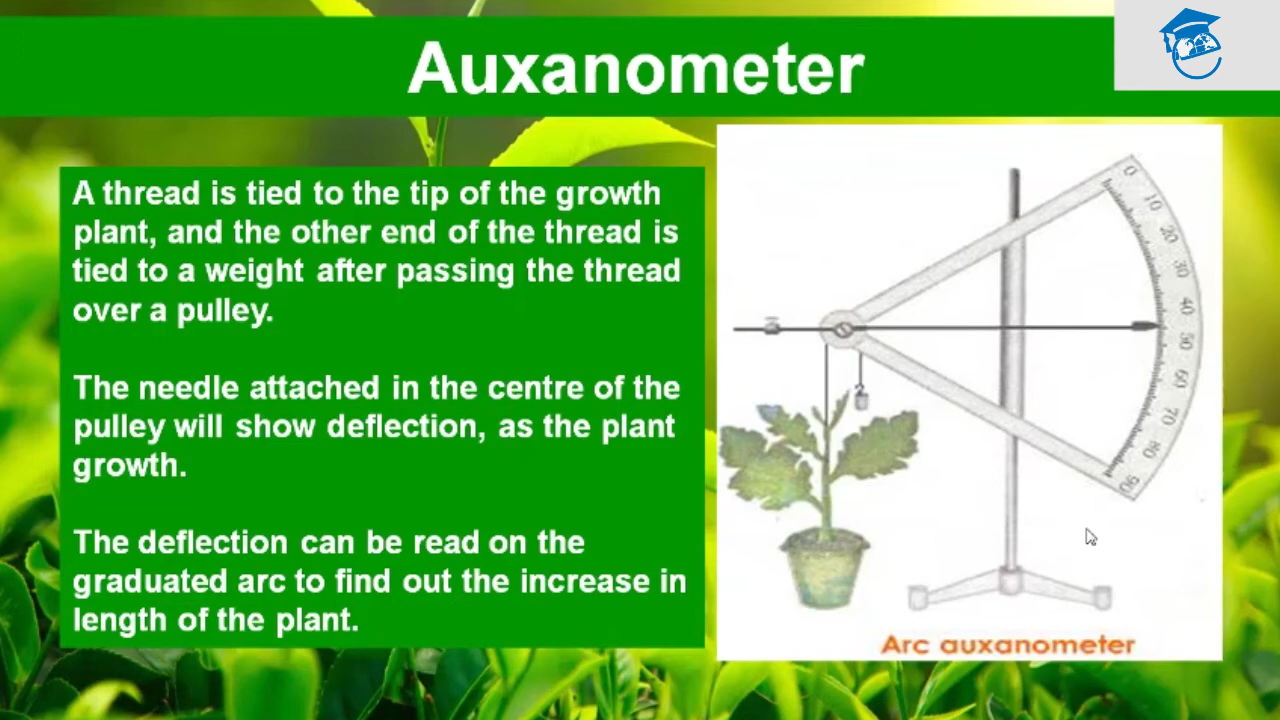 Auxanometer
A thread is tied to the tip of the growth
plant, and the other end of the thread is
tied to a weight after passing the thread
over a pulley.
The needle attached in the centre of the
pulley will show deflection, as the plant
growth.
The deflection can be read on the
graduated arc to find out the increase in
length of the plant.
0
10
20
30
40
50
60
70
80
90
Arc auxanometer